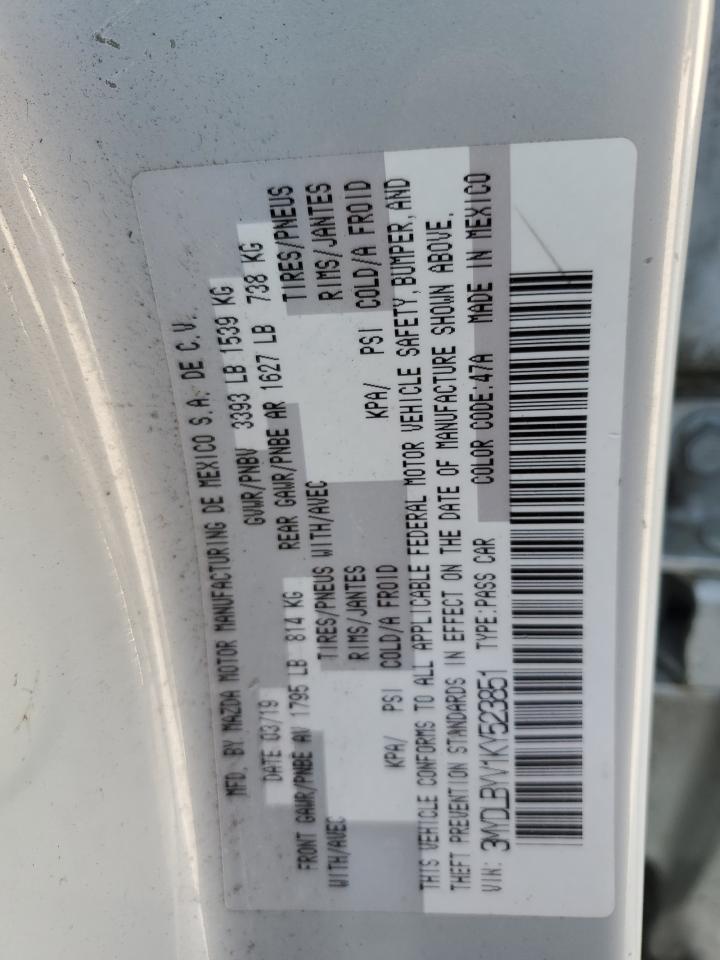 MFD. BY MAZDA MOTOR MANUFACTURING DE MEXICO S.A. DE C.V.
DATE 03/19 GVWR/PNBV 3393 LB 1539 KG
FRONT GAWR/PNBE AV 1795 LB 814 KG REAR GAWR/PNBE AR 1627 LB 738 KG
WITH/AVEC TIRES/PNEUS WITH/AVEC TIRES/PNEUS
RIMS/JANTES RIMS/JANTES
KPA/ PSI COLD/A FROID KPA/ PSI COLD/A FROID
THIS VEHICLE CONFORMS TO ALL APPLICABLE FEDERAL MOTOR VEHICLE SAFETY, BUMPER, AND
THEFT PREVENTION STANDARDS IN EFFECT ON THE DATE OF MANUFACTURE SHOWN ABOVE.
VIN: 3MYDLBYV1KY523851 TYPE:PASS CAR COLOR CODE:47A MADE IN MEXICO